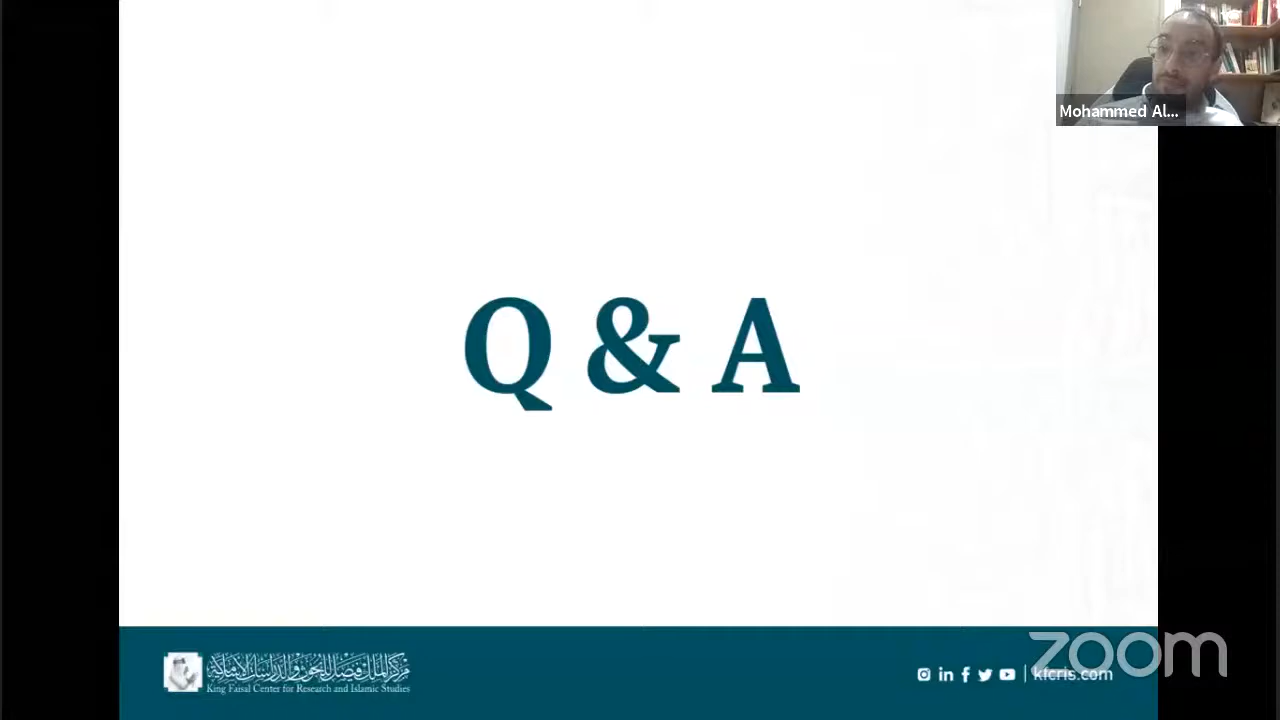 Mohammed Al...
Q & A
مركز الملك فيصل للبحوث والدراسات الإسلامية
King Faisal Center for Research and Islamic Studies
| kfcris.com
zoom